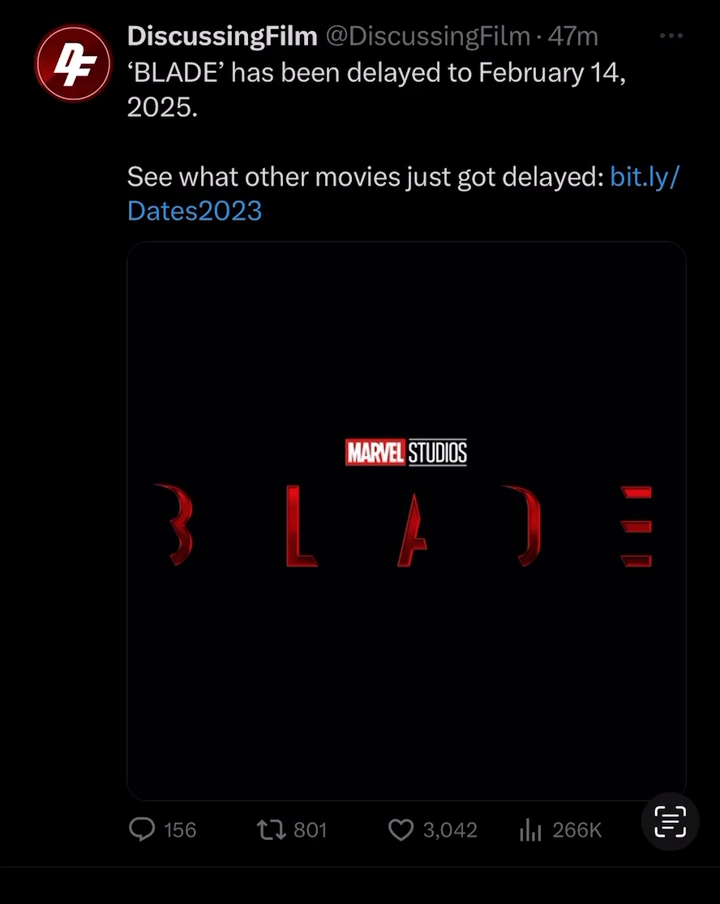 DiscussingFilm @DiscussingFilm · 47m
‘BLADE’ has been delayed to February 14,
2025.
See what other movies just got delayed: bit.ly/
Dates2023
MARVEL STUDIOS
BLADE
156 801 3,042 266K